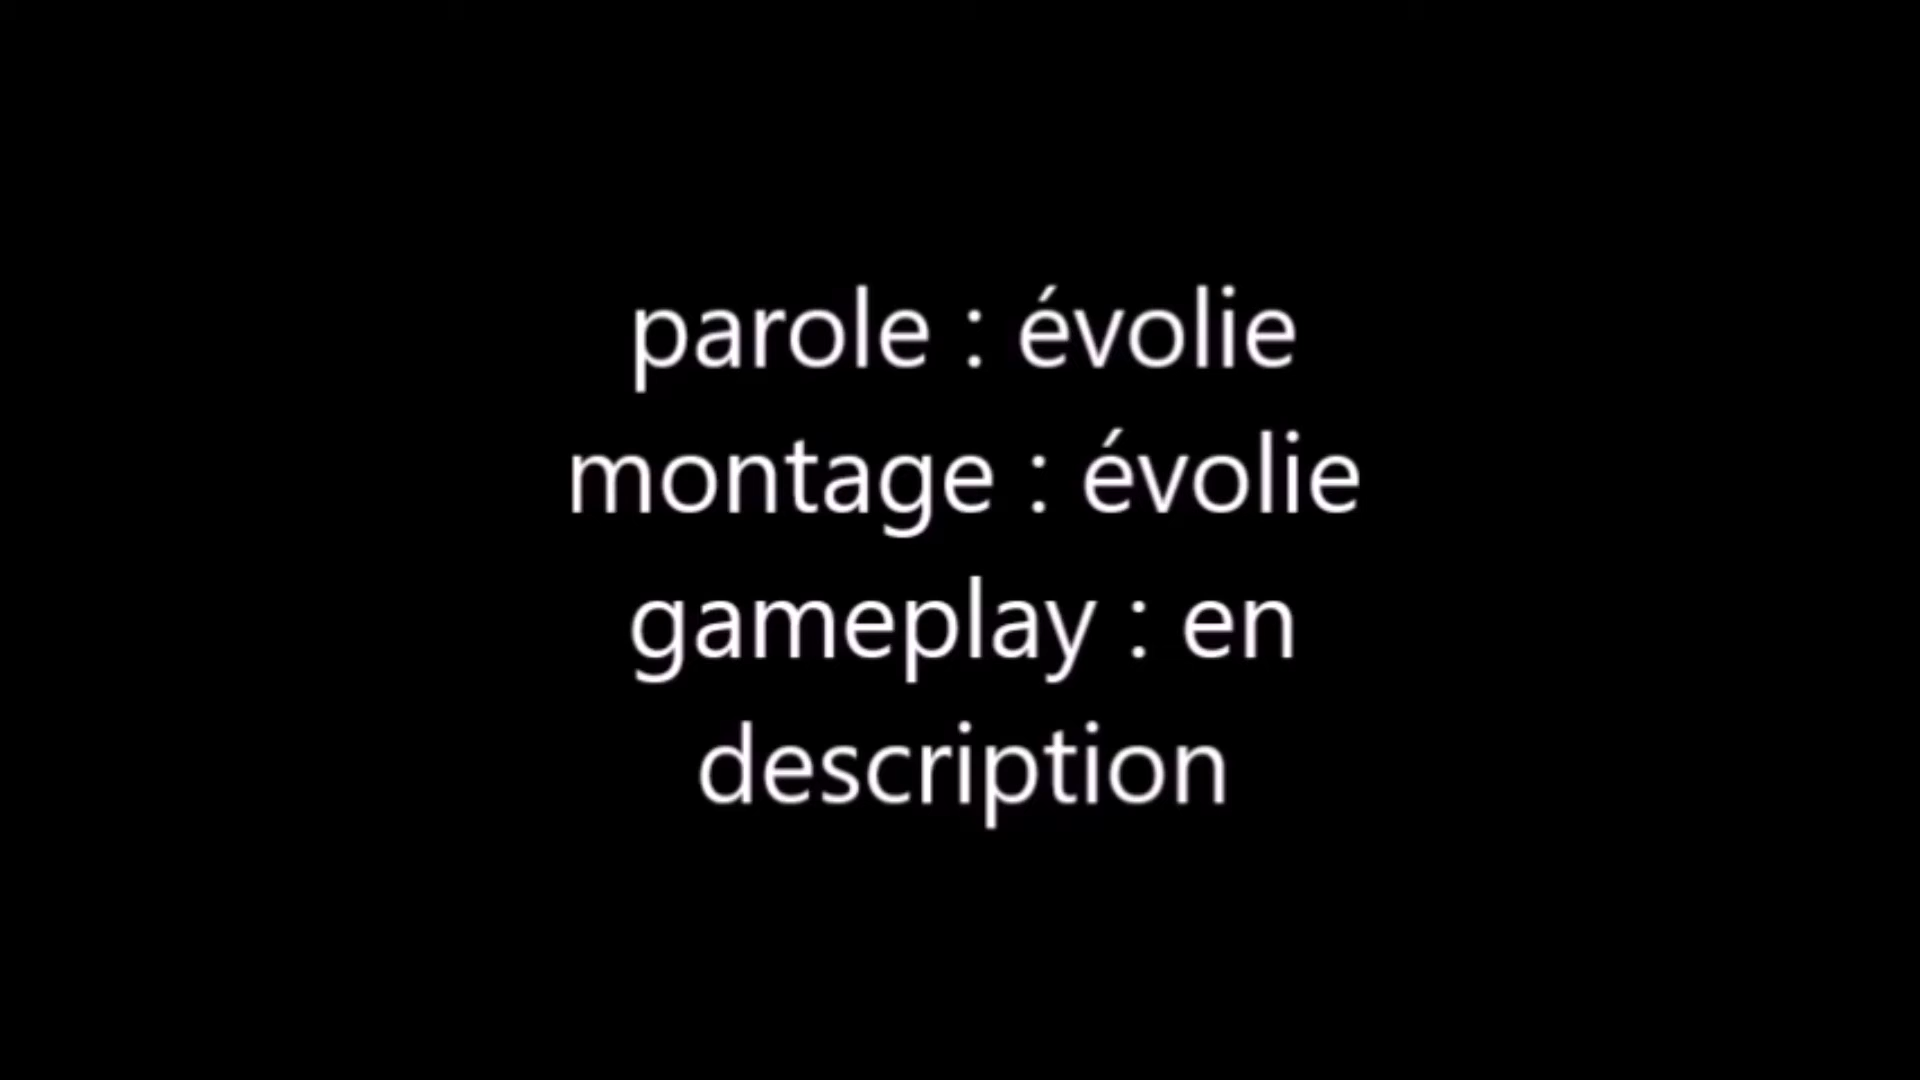 parole : évolie
montage : évolie
gameplay : en
description